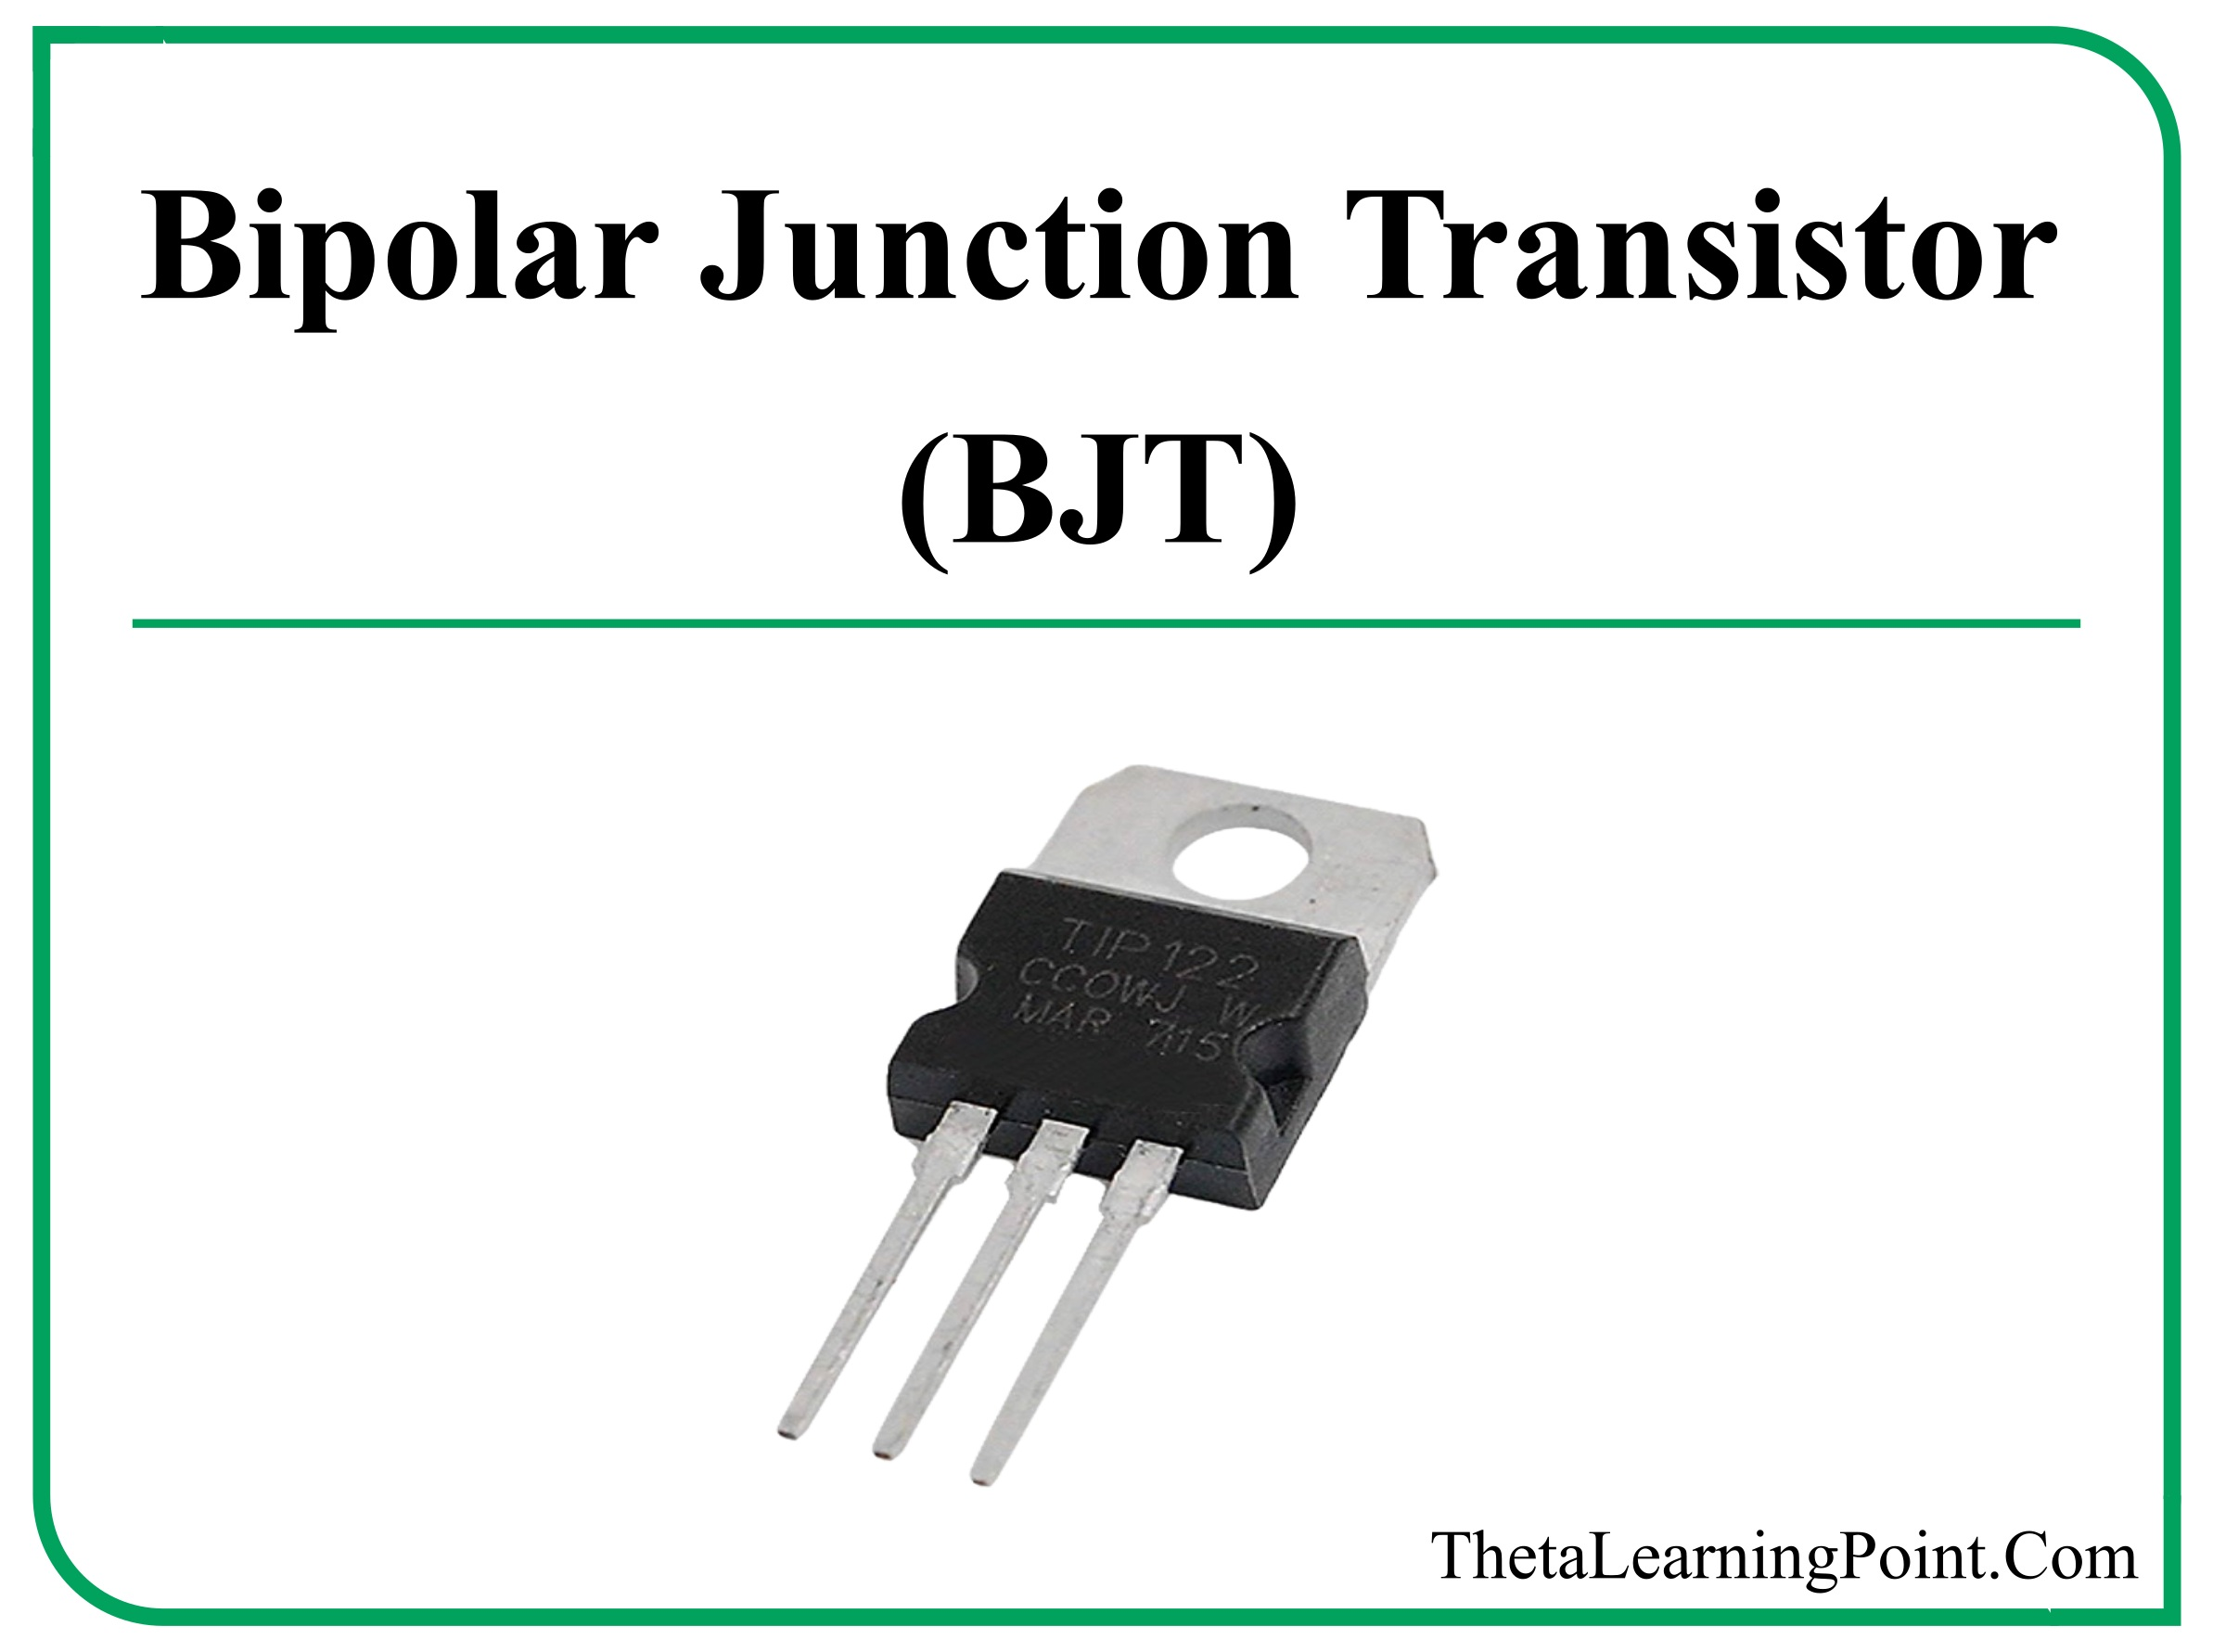 Bipolar Junction Transistor
(BJT)
TIP122
CCOWJ W
MAR 715
ThetaLearningPoint.Com